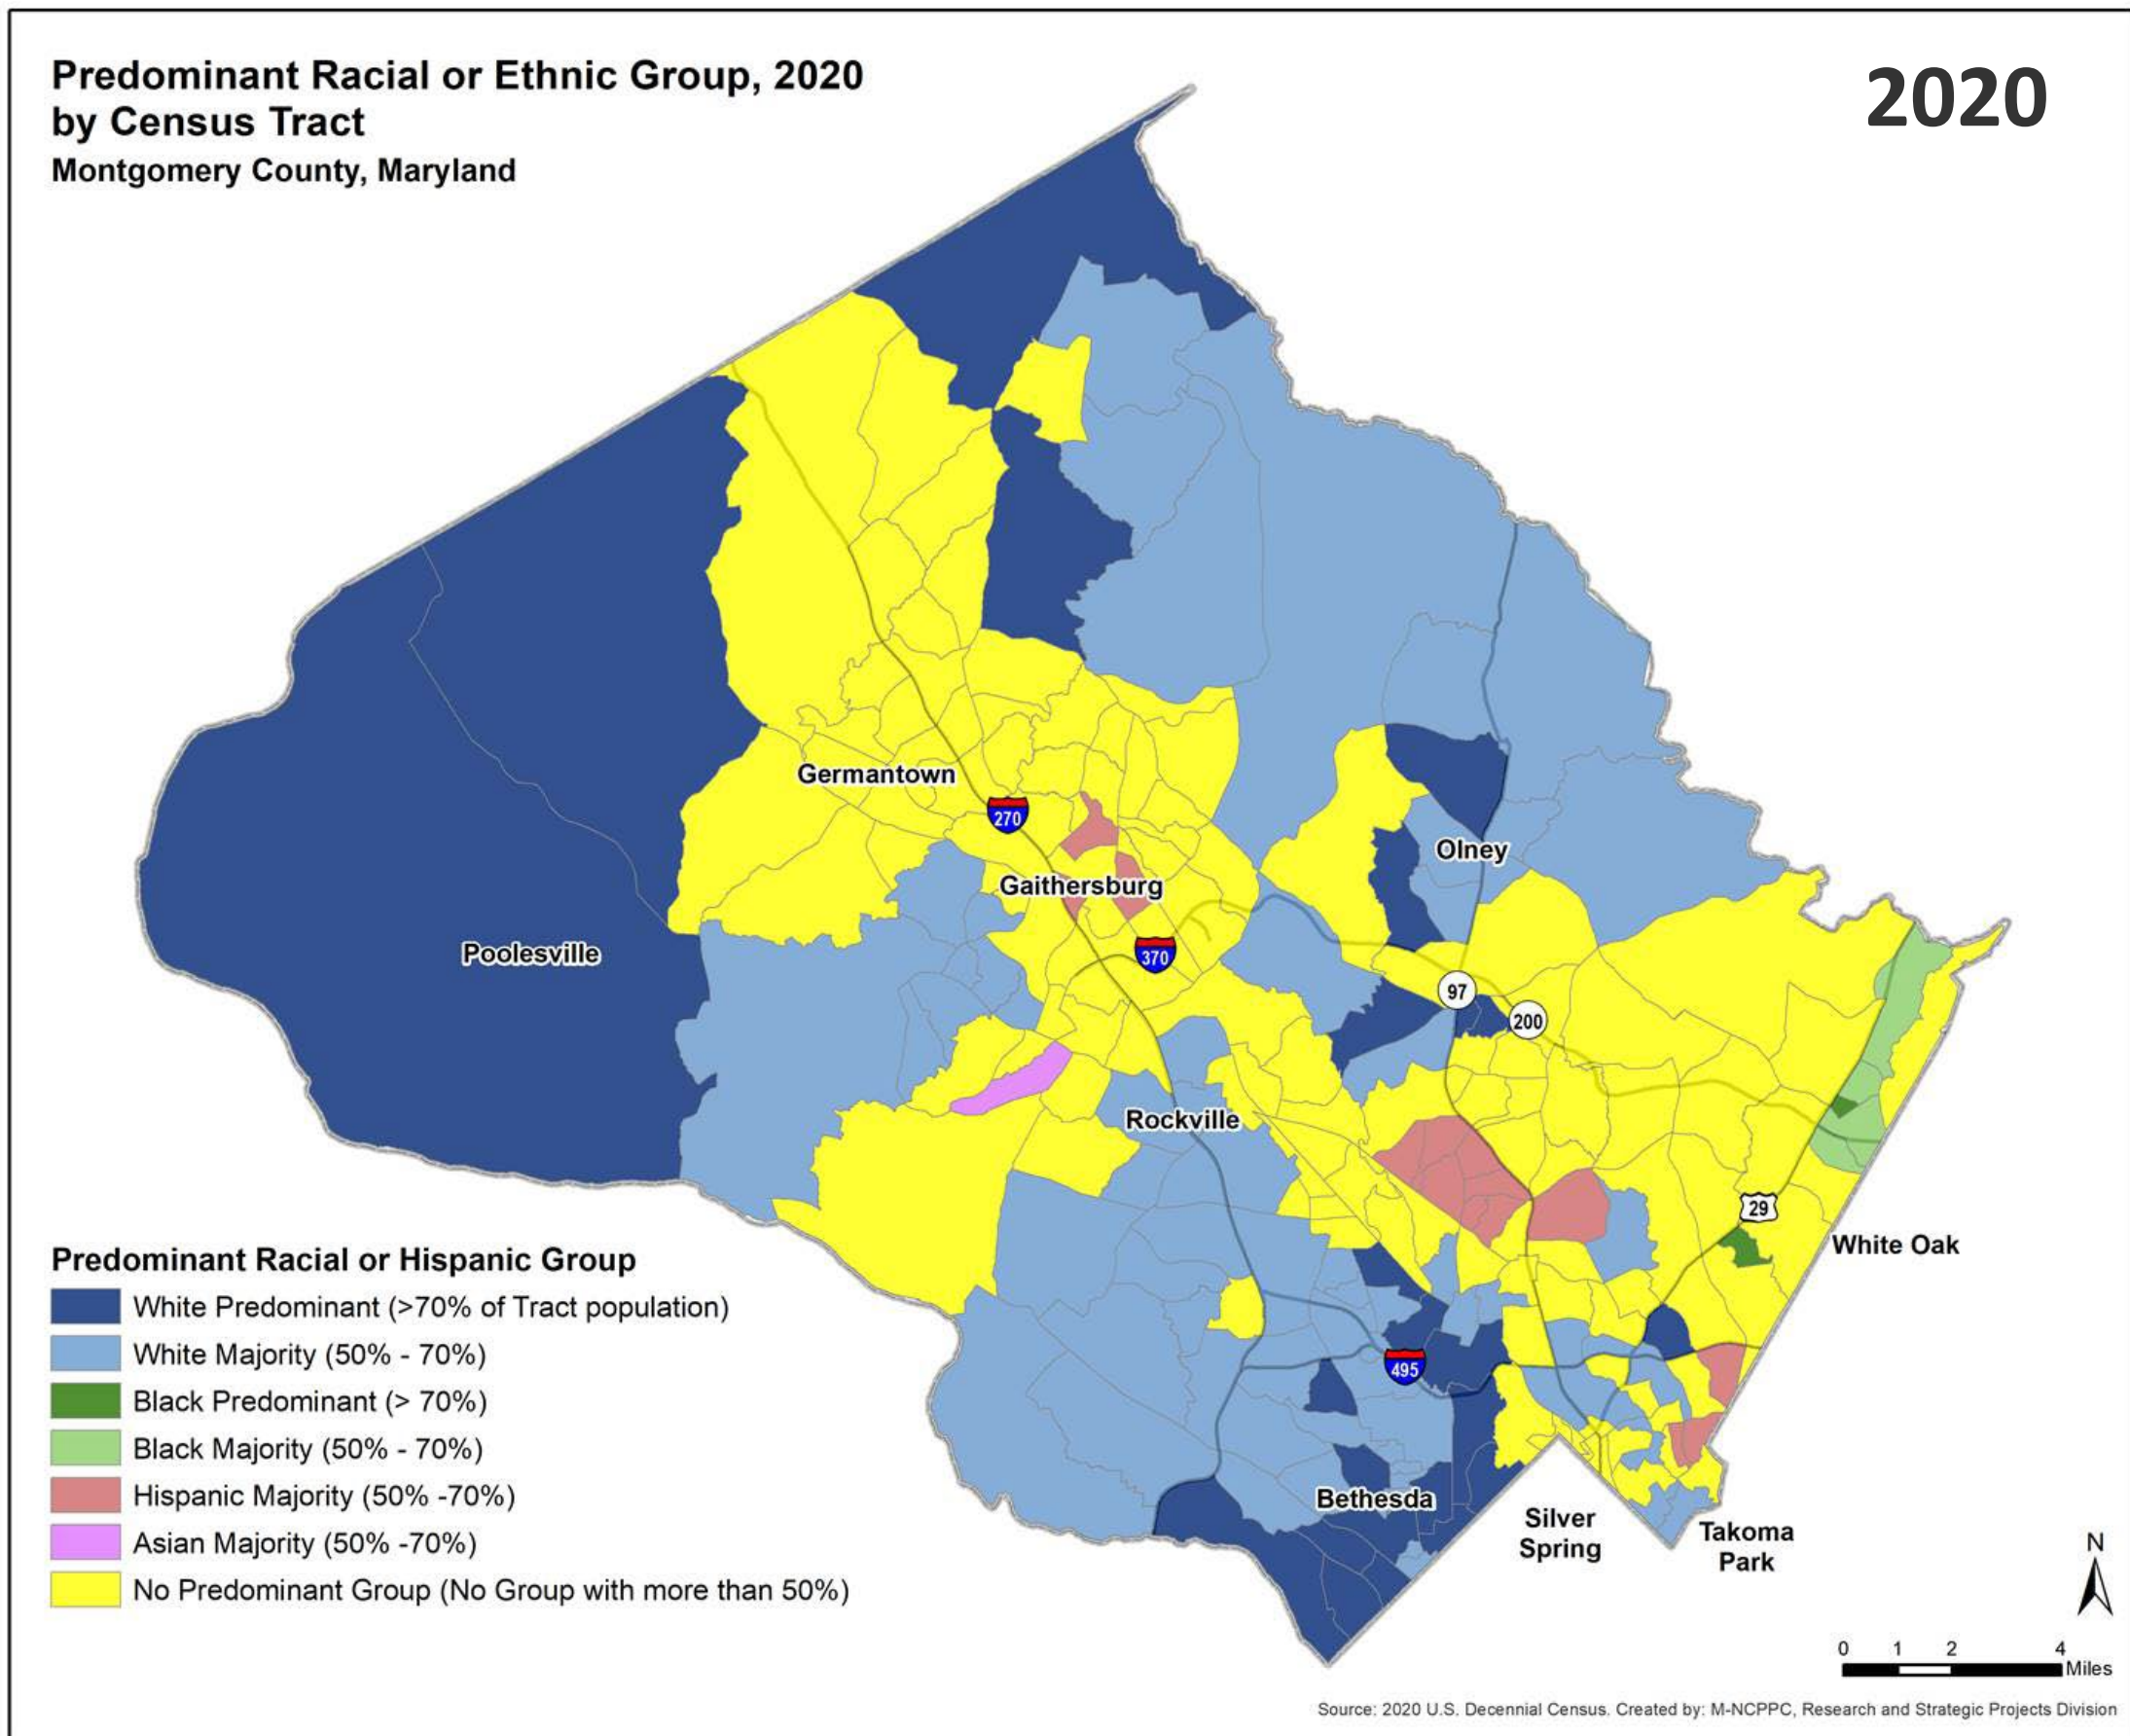 Predominant Racial or Ethnic Group, 2020
by Census Tract
Montgomery County, Maryland
2020
Germantown
270
Olney
Gaithersburg
370
Poolesville
97
200
Rockville
29
White Oak
495
Bethesda
Silver
Spring
Takoma
Park
Predominant Racial or Hispanic Group
White Predominant (>70% of Tract population)
White Majority (50% - 70%)
Black Predominant (> 70%)
Black Majority (50% - 70%)
Hispanic Majority (50% -70%)
Asian Majority (50% -70%)
No Predominant Group (No Group with more than 50%)
N
0 1 2 4
Miles
Source: 2020 U.S. Decennial Census. Created by: M-NCPPC, Research and Strategic Projects Division